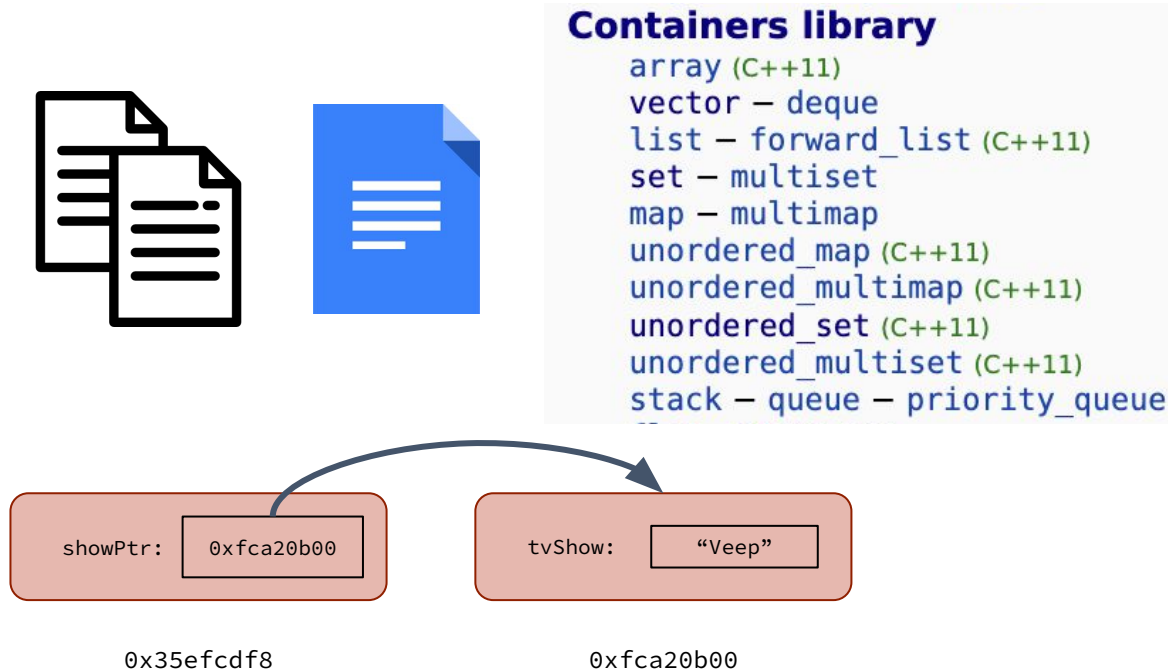 Containers library
array (C++11)
vector – deque
list – forward_list (C++11)
set – multiset
map – multimap
unordered_map (C++11)
unordered_multimap (C++11)
unordered_set (C++11)
unordered_multiset (C++11)
stack – queue – priority_queue
showPtr: 0xfca20b00
tvShow: “Veep”
0x35efcdf8
0xfca20b00